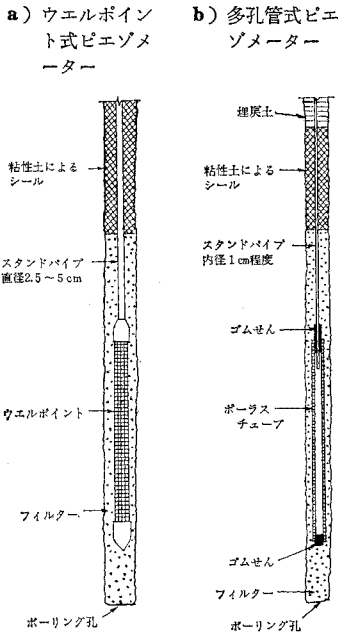 a) ウエルポイン
ト式ピエゾメ
ーター
粘性土による
シール
スタンドパイプ
直径2.5~5cm
ウエルポイント
フィルター
ボーリング孔
b) 多孔管式ピエ
ゾメーター
埋戻土
粘性土による
シール
スタンドパイプ
内径1cm程度
ゴムせん
ポーラス
チューブ
ゴムせん
フィルター
ボーリング孔